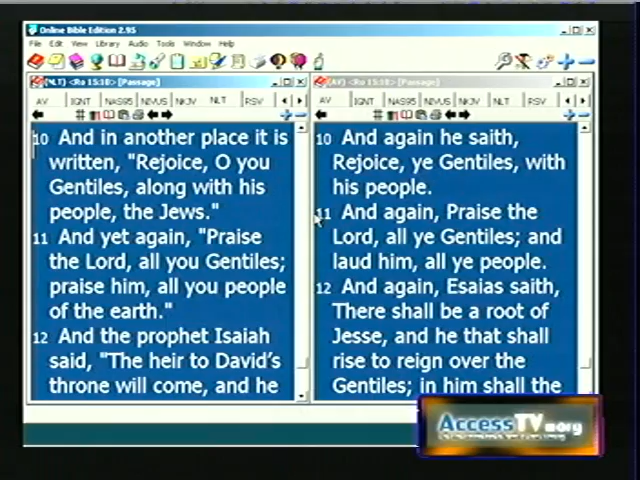 Online Bible Edition 2.95
File Edit View Library Audio Tools Window Help
(NLT) <Ro 15:10> [Passage]
AV IGNT NAS95 NIVUS NKJV NLT RSV
10 And in another place it is
written, "Rejoice, O you
Gentiles, along with his
people, the Jews."
11 And yet again, "Praise
the Lord, all you Gentiles;
praise him, all you people
of the earth."
12 And the prophet Isaiah
said, "The heir to David's
throne will come, and he
(AV) <Ro 15:10> [Passage]
AV IGNT NAS95 NIVUS NKJV NLT RSV
10 And again he saith,
Rejoice, ye Gentiles, with
his people.
11 And again, Praise the
Lord, all ye Gentiles; and
laud him, all ye people.
12 And again, Esaias saith,
There shall be a root of
Jesse, and he that shall
rise to reign over the
Gentiles; in him shall the
AccessTV.org